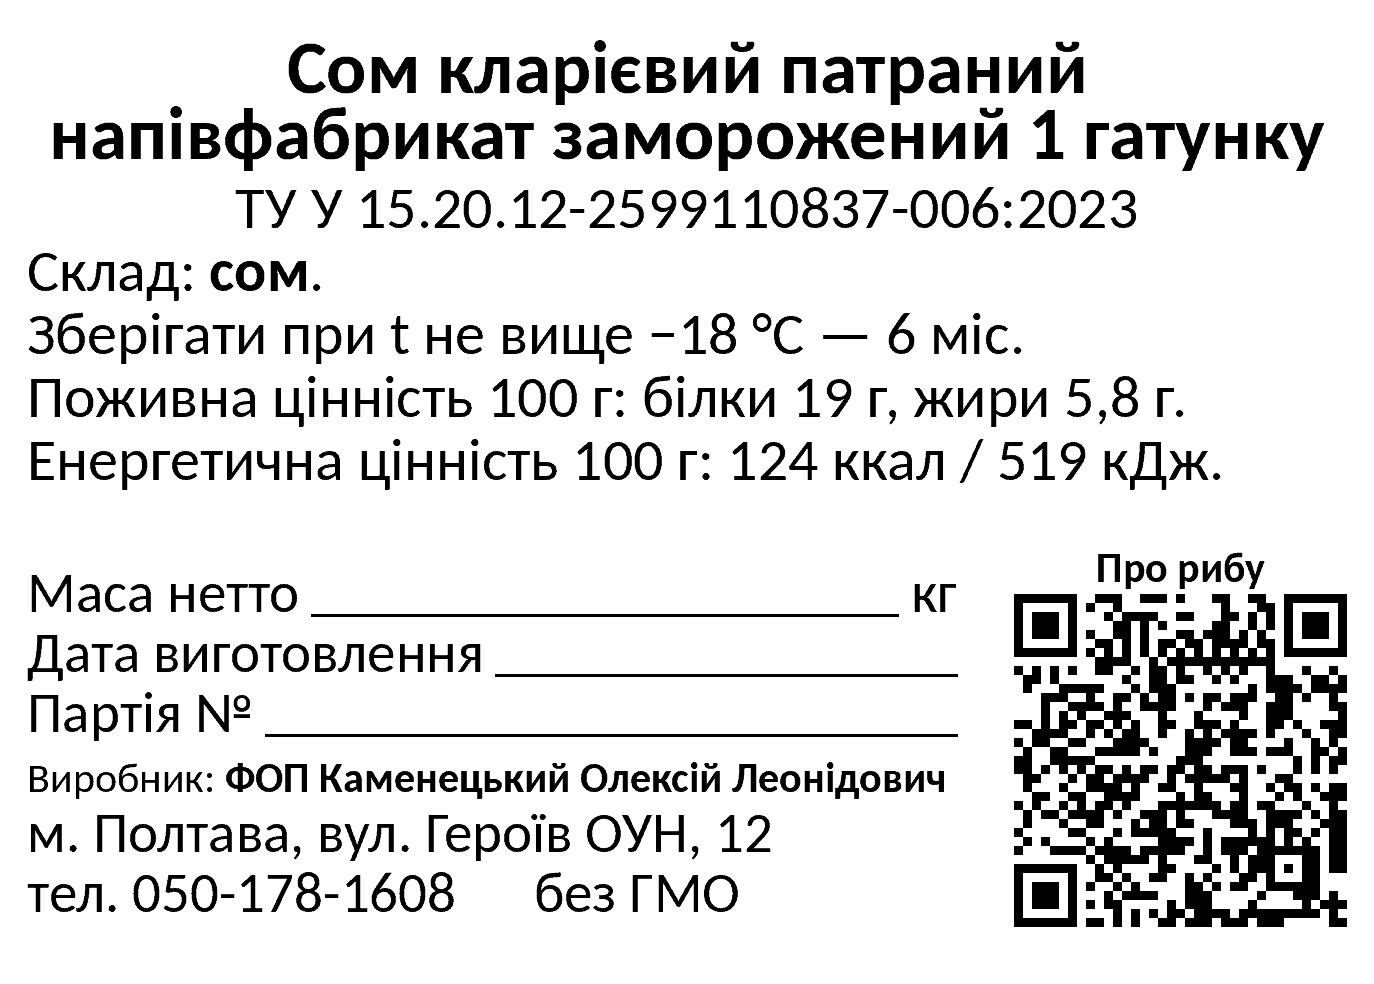 Сом кларієвий патраний
напівфабрикат заморожений 1 гатунку
ТУ У 15.20.12-2599110837-006:2023
Склад: сом.
Зберігати при t не вище −18 °С — 6 міс.
Поживна цінність 100 г: білки 19 г, жири 5,8 г.
Енергетична цінність 100 г: 124 ккал / 519 кДж.
Маса нетто ____________________ кг
Дата виготовлення ________________
Партія № ________________________
Виробник: ФОП Каменецький Олексій Леонідович
м. Полтава, вул. Героїв ОУН, 12
тел. 050-178-1608 без ГМО
Про рибу